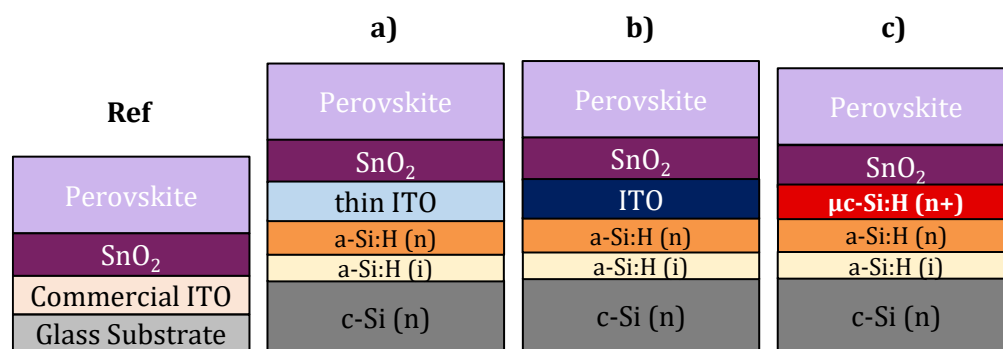 Ref
Perovskite
SnO₂
Commercial ITO
Glass Substrate
a)
Perovskite
SnO₂
thin ITO
a-Si:H (n)
a-Si:H (i)
c-Si (n)
b)
Perovskite
SnO₂
ITO
a-Si:H (n)
a-Si:H (i)
c-Si (n)
c)
Perovskite
SnO₂
µc-Si:H (n+)
a-Si:H (n)
a-Si:H (i)
c-Si (n)